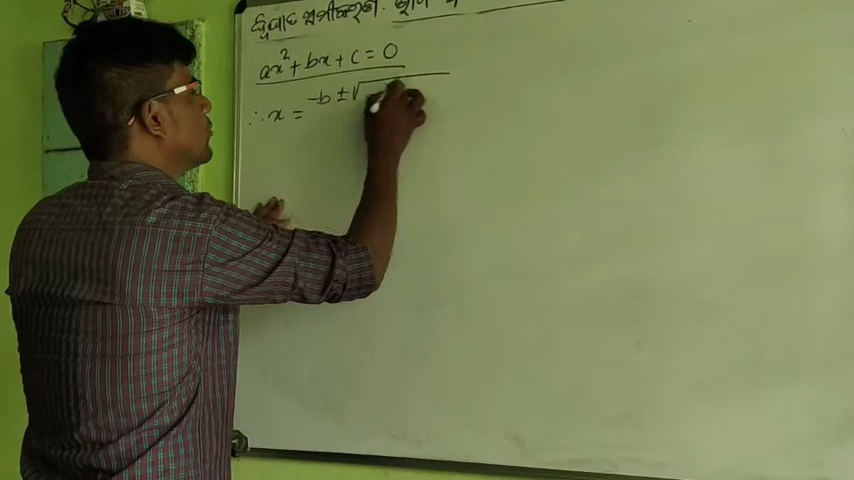 ଦ୍ୱିଘାତ ସମୀକରଣ
ax² + bx + c = 0
∴ x = -b ± √